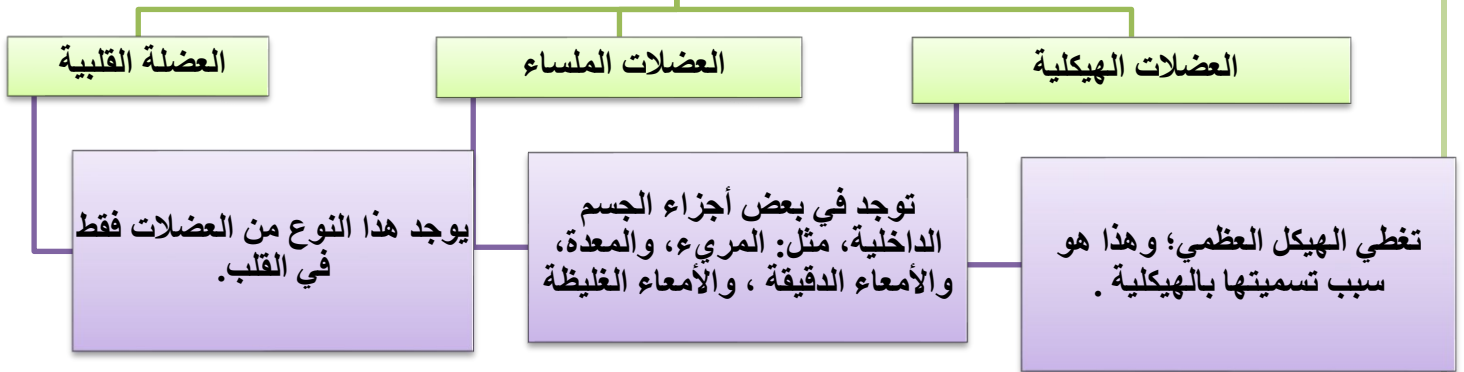 العضلات الهيكلية
العضلات الملساء
العضلة القلبية
تغطي الهيكل العظمي؛ وهذا هو
سبب تسميتها بالهيكلية .
توجد في بعض أجزاء الجسم
الداخلية، مثل: المريء، والمعدة،
والأمعاء الدقيقة ، والأمعاء الغليظة
يوجد هذا النوع من العضلات فقط
في القلب.